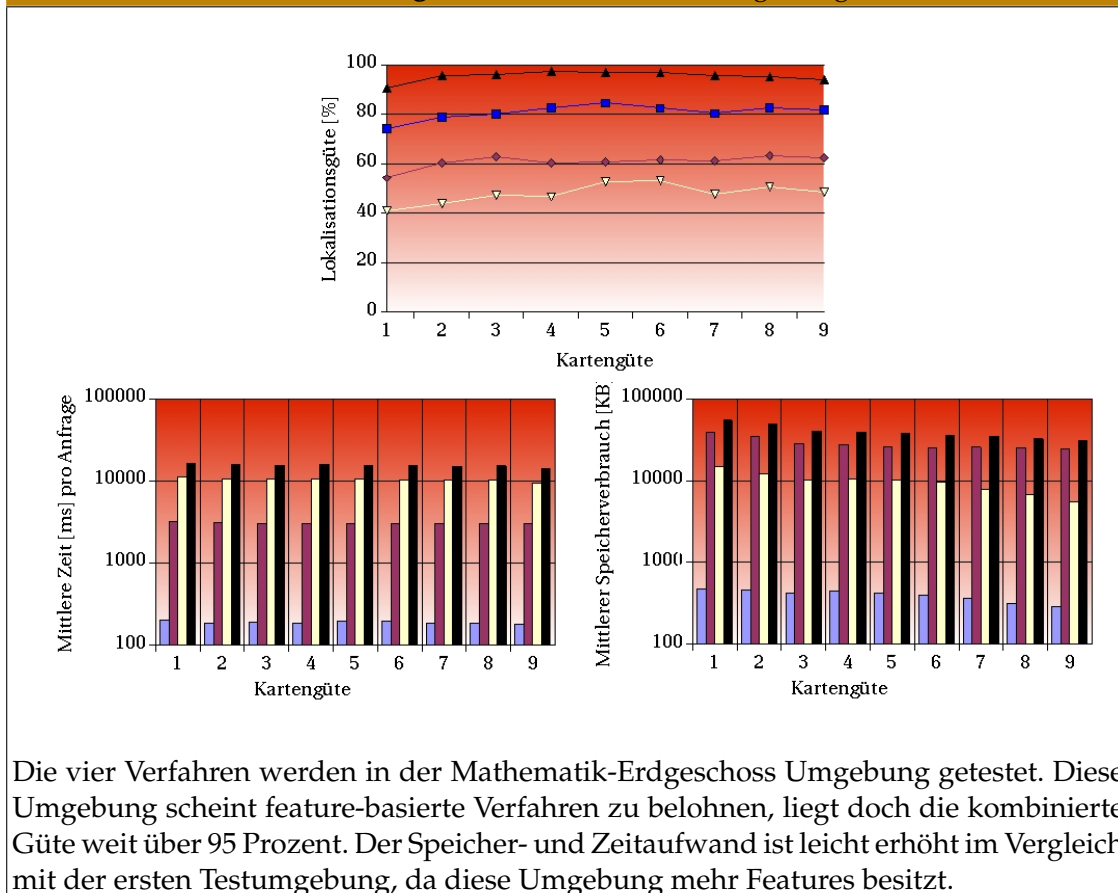 100
80
60
40
20
0
Lokalisationsgüte [%]
1 2 3 4 5 6 7 8 9
Kartengüte
100000
10000
1000
100
Mittlere Zeit [ms] pro Anfrage
1 2 3 4 5 6 7 8 9
Kartengüte
100000
10000
1000
100
Mittlerer Speicherverbrauch [KB]
1 2 3 4 5 6 7 8 9
Kartengüte
Die vier Verfahren werden in der Mathematik-Erdgeschoss Umgebung getestet. Diese
Umgebung scheint feature-basierte Verfahren zu belohnen, liegt doch die kombinierte
Güte weit über 95 Prozent. Der Speicher- und Zeitaufwand ist leicht erhöht im Vergleich
mit der ersten Testumgebung, da diese Umgebung mehr Features besitzt.